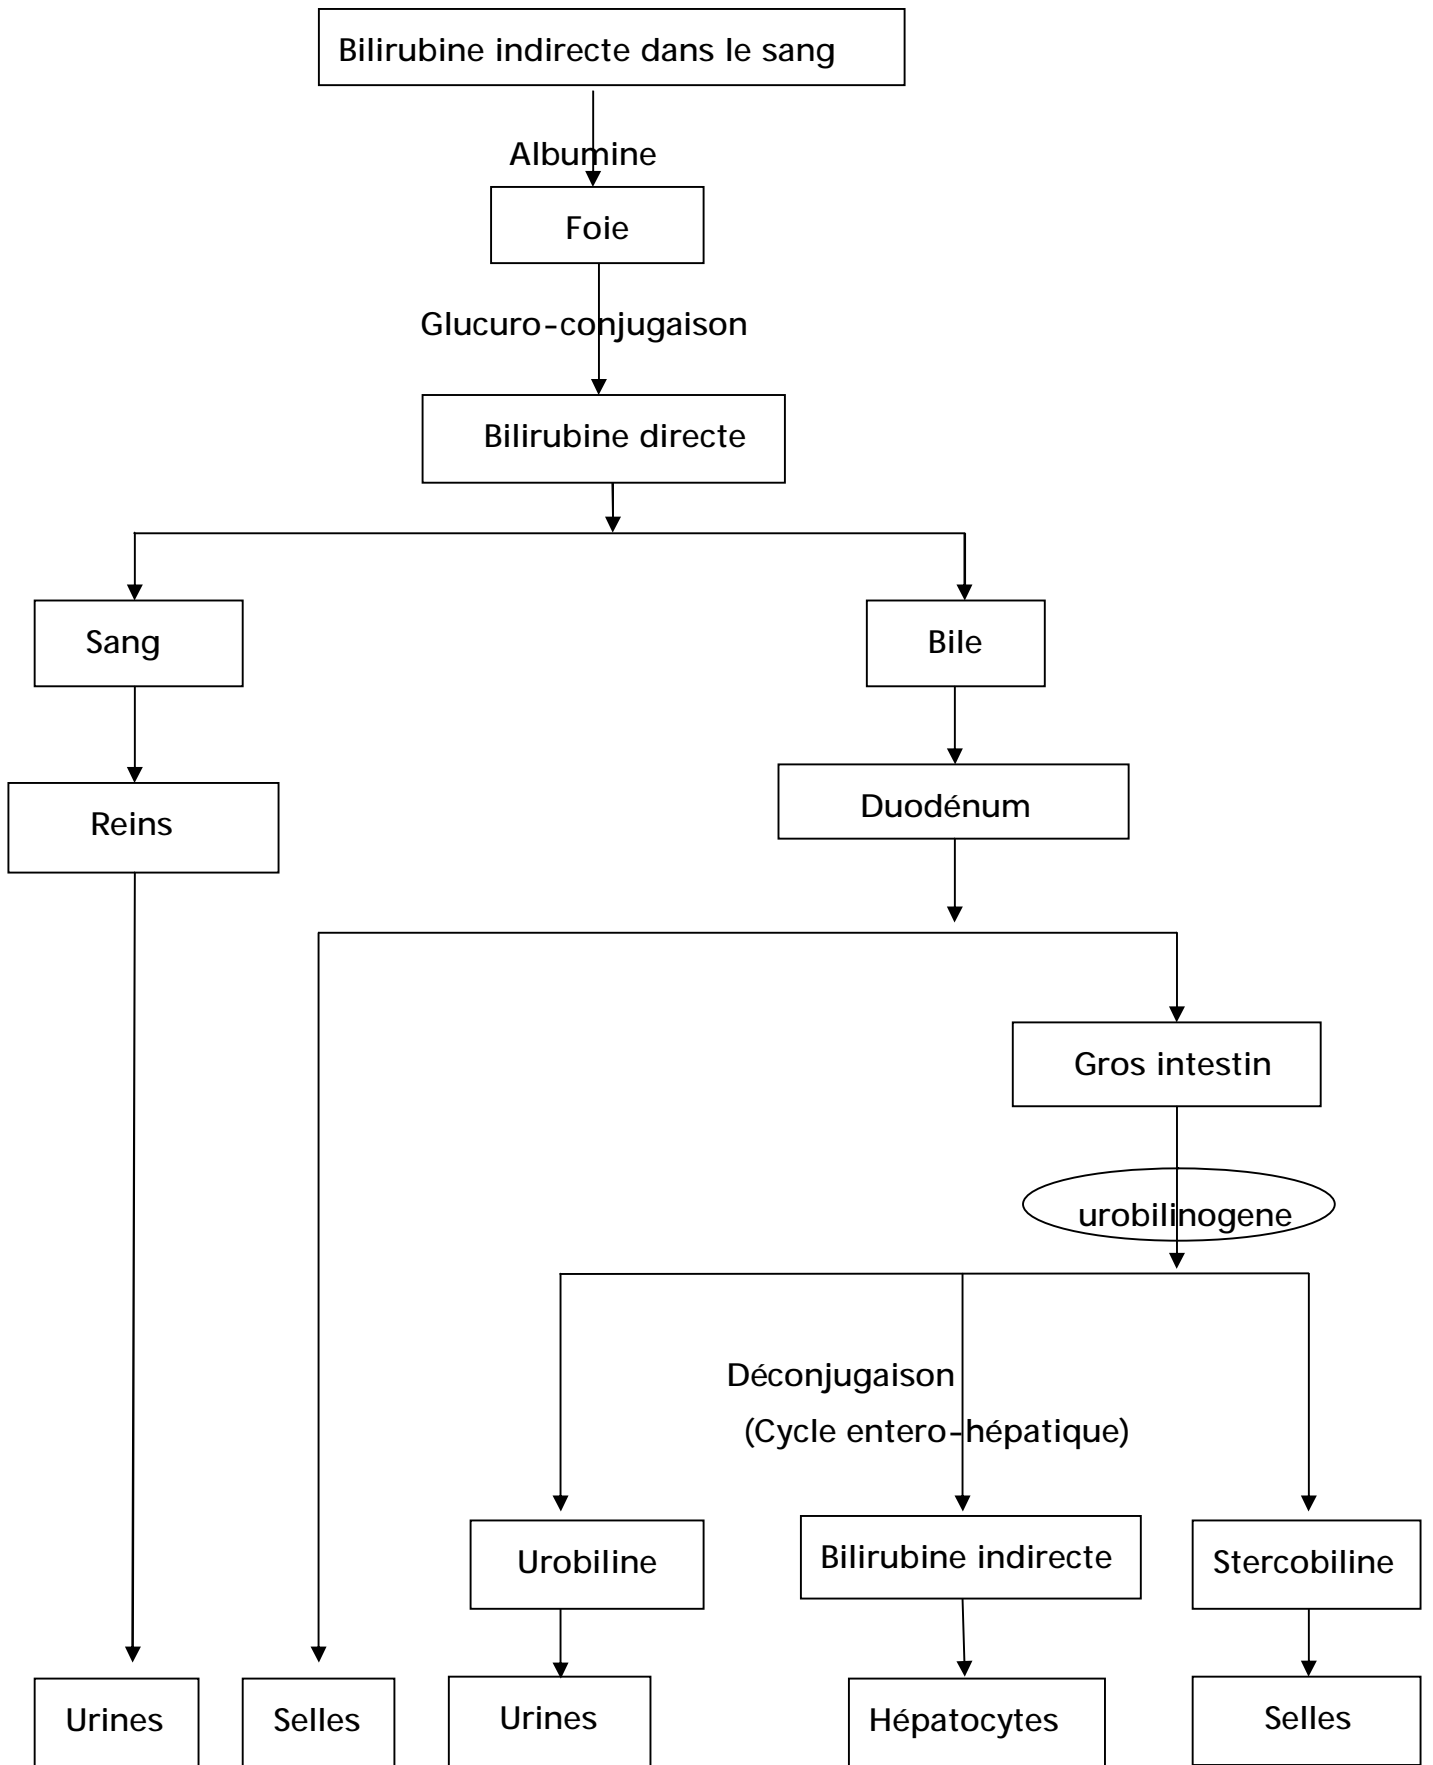 Bilirubine indirecte dans le sang
Albumine
Foie
Glucuro-conjugaison
Bilirubine directe
Sang
Bile
Reins
Duodénum
Gros intestin
urobilinogene
Déconjugaison
(Cycle entero-hépatique)
Urobiline
Bilirubine indirecte
Stercobiline
Urines
Selles
Urines
Hépatocytes
Selles